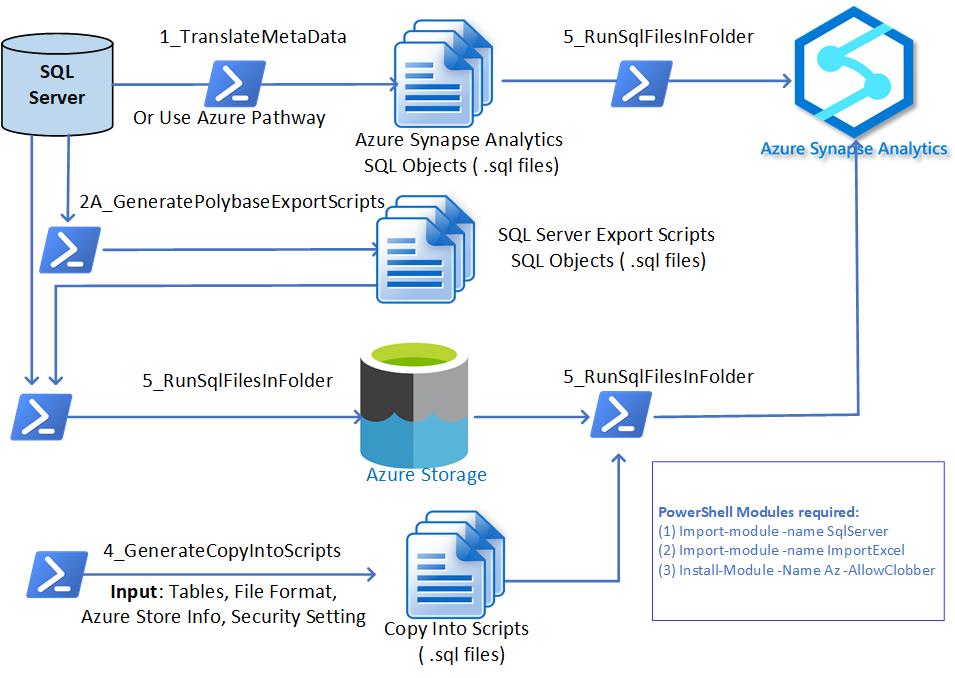 1_TranslateMetaData
5_RunSqlFilesInFolder
SQL
Server
Or Use Azure Pathway
Azure Synapse Analytics
SQL Objects ( .sql files)
Azure Synapse Analytics
2A_GeneratePolybaseExportScripts
SQL Server Export Scripts
SQL Objects ( .sql files)
5_RunSqlFilesInFolder
5_RunSqlFilesInFolder
Azure Storage
PowerShell Modules required:
(1) Import-module -name SqlServer
(2) Import-module -name ImportExcel
(3) Install-Module -Name Az -AllowClobber
4_GenerateCopyIntoScripts
Input: Tables, File Format,
Azure Store Info, Security Setting
Copy Into Scripts
( .sql files)